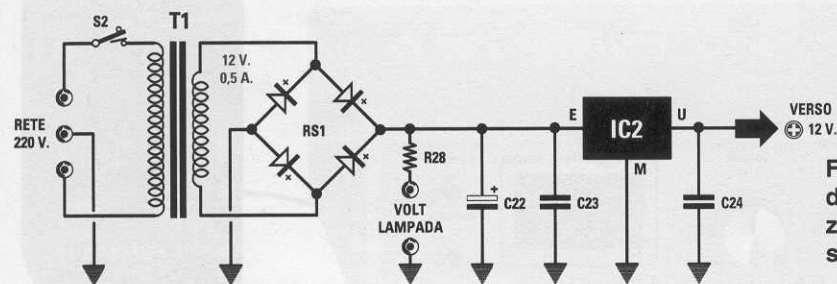 S2
T1
12 V.
0,5 A.
RETE
220 V.
RS1
R28
VOLT
LAMPADA
+
C22
C23
E
IC2
U
M
C24
VERSO
12 V.
F
d
z
s